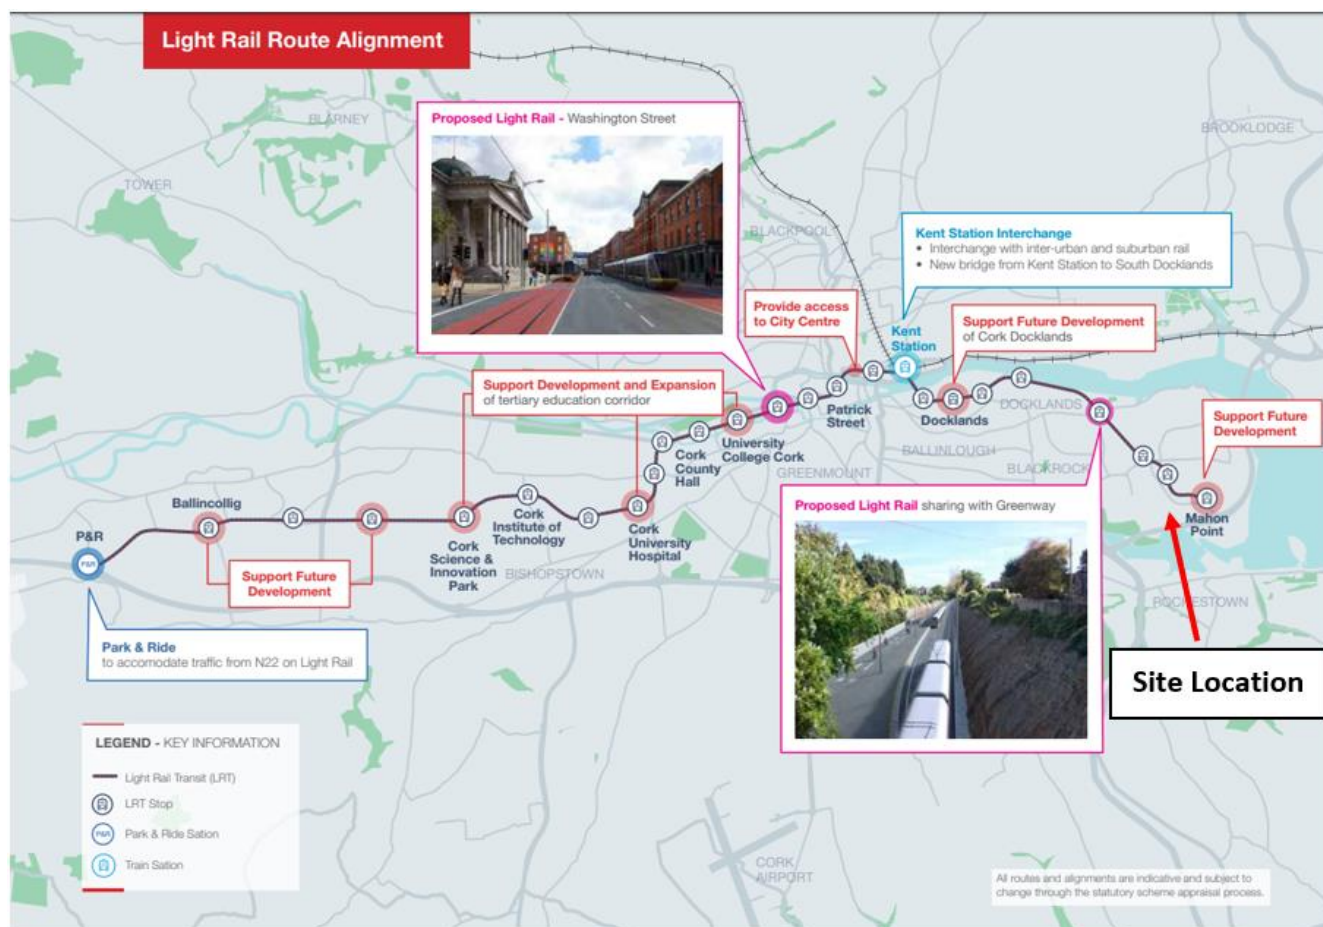 Light Rail Route Alignment
BLARNEY
BROOKLODGE
TOWER
Proposed Light Rail - Washington Street
BLACKPOOL
Kent Station Interchange
• Interchange with inter-urban and suburban rail
• New bridge from Kent Station to South Docklands
Provide access
to City Centre
Kent
Station
Support Future Development
of Cork Docklands
Support Development and Expansion
of tertiary education corridor
Patrick
Street
Docklands
DOCKLANDS
Support Future
Development
University
College Cork
Cork
County
Hall
GREENMOUNT
BALLINLOUGH
BLACKROCK
Ballincollig
P&R
P&R
Cork
Institute of
Technology
Cork
Science &
Innovation
Park
BISHOPSTOWN
Cork
University
Hospital
Proposed Light Rail sharing with Greenway
Mahon
Point
Support Future
Development
ROCHESTOWN
Park & Ride
to accomodate traffic from N22 on Light Rail
Site Location
LEGEND - KEY INFORMATION
Light Rail Transit (LRT)
LRT Stop
P&R
Park & Ride Sation
Train Sation
CORK
AIRPORT
All routes and alignments are indicative and subject to
change through the statutory scheme appraisal process.